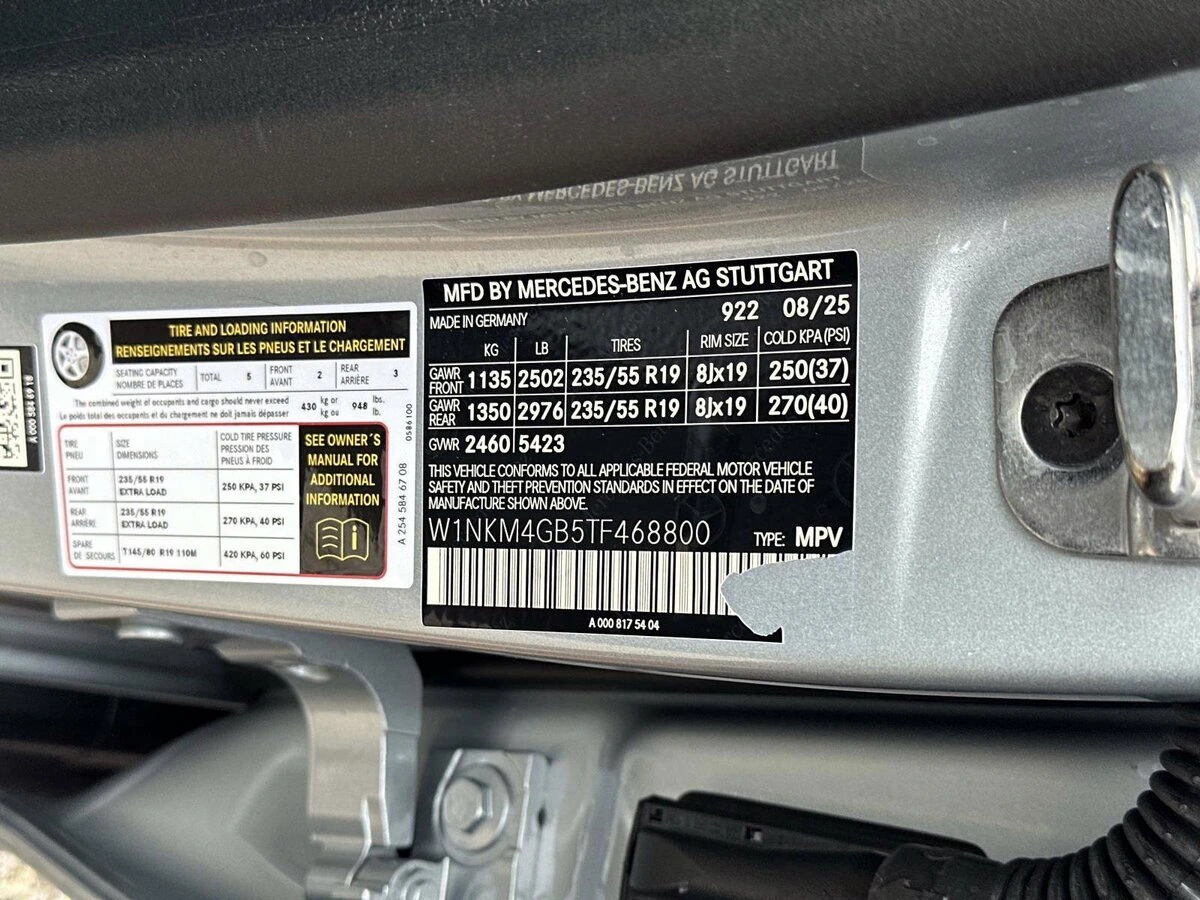 TIRE AND LOADING INFORMATION
RENSEIGNEMENTS SUR LES PNEUS ET LE CHARGEMENT
SEATING CAPACITY
NOMBRE DE PLACES
TOTAL 5
FRONT
AVANT
2
REAR
ARRIÈRE
3
The combined weight of occupants and cargo should never exceed
Le poids total des occupants et du chargement ne doit jamais dépasser
430 kg or
kg ou
948 lbs.
lb.
TIRE
PNEU
SIZE
DIMENSIONS
COLD TIRE PRESSURE
PRESSION DES
PNEUS À FROID
FRONT
AVANT
235/55 R19
EXTRA LOAD
250 KPA, 37 PSI
REAR
ARRIÈRE
235/55 R19
EXTRA LOAD
270 KPA, 40 PSI
SPARE
DE SECOURS
T145/80 R19 110M
420 KPA, 60 PSI
SEE OWNER´S
MANUAL FOR
ADDITIONAL
INFORMATION
0586100
A 254 584 67 08
A 000 584 69 18
MFD BY MERCEDES-BENZ AG STUTTGART
MADE IN GERMANY
922 08/25
KG LB TIRES RIM SIZE COLD KPA(PSI)
GAWR
FRONT
1135 2502 235/55 R19 8Jx19 250(37)
GAWR
REAR
1350 2976 235/55 R19 8Jx19 270(40)
GVWR 2460 5423
THIS VEHICLE CONFORMS TO ALL APPLICABLE FEDERAL MOTOR VEHICLE
SAFETY AND THEFT PREVENTION STANDARDS IN EFFECT ON THE DATE OF
MANUFACTURE SHOWN ABOVE.
W1NKM4GB5TF468800 TYPE: MPV
A 000 817 54 04